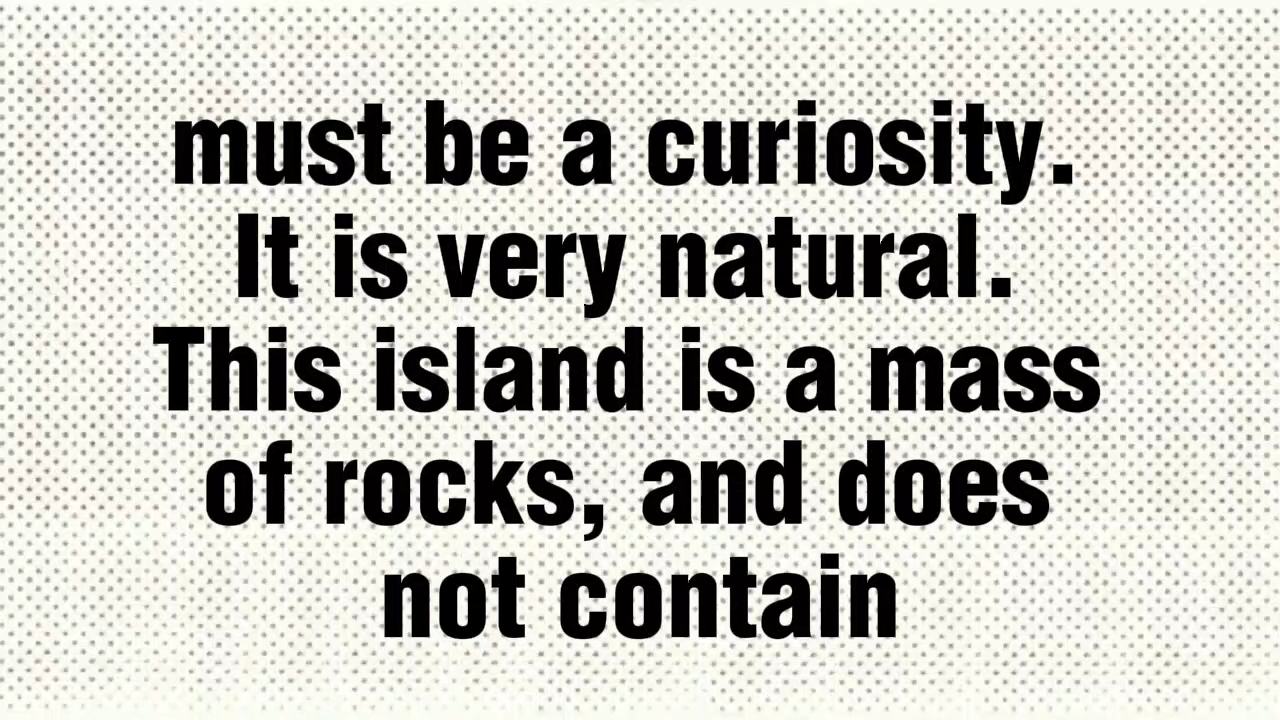 must be a curiosity.
It is very natural.
This island is a mass
of rocks, and does
not contain